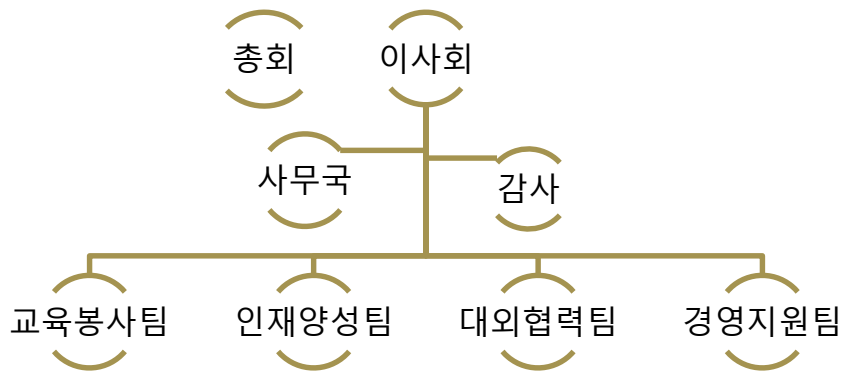 총회
이사회
사무국
감사
교육봉사팀
인재양성팀
대외협력팀
경영지원팀